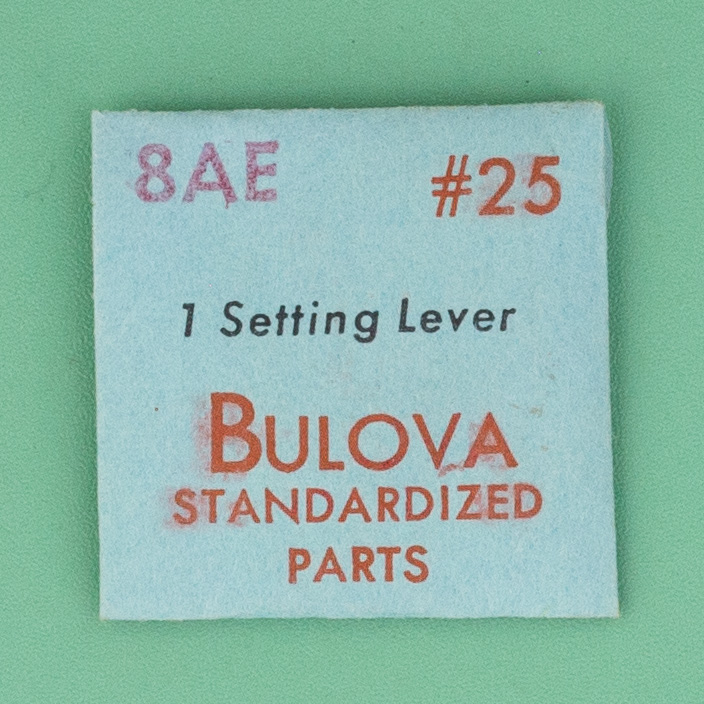 8AE #25
1 Setting Lever
BULOVA
STANDARDIZED
PARTS